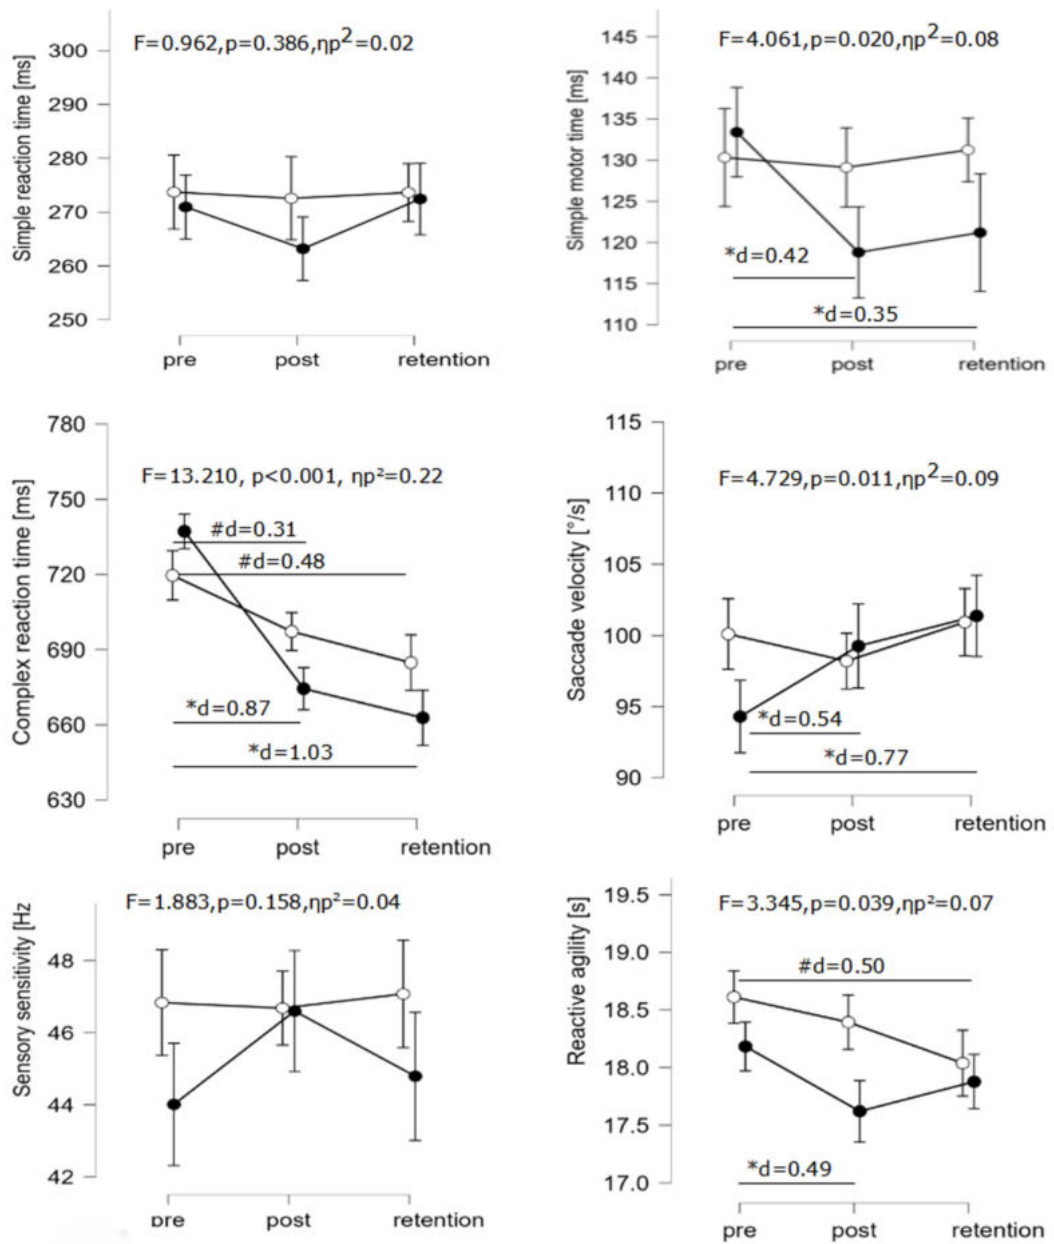 F=0.962,p=0.386,ηp2=0.02
Simple reaction time [ms]
300
290
280
270
260
250
pre post retention
F=4.061,p=0.020,ηp2=0.08
Simple motor time [ms]
145
140
135
130
125
120
115
110
*d=0.42
*d=0.35
pre post retention
F=13.210, p<0.001, ηp²=0.22
Complex reaction time [ms]
780
750
720
690
660
630
#d=0.31
#d=0.48
*d=0.87
*d=1.03
pre post retention
F=4.729,p=0.011,ηp2=0.09
Saccade velocity [°/s]
115
110
105
100
95
90
*d=0.54
*d=0.77
pre post retention
F=1.883,p=0.158,ηp²=0.04
Sensory sensitivity [Hz
48
46
44
42
pre post retention
F=3.345,p=0.039,ηp²=0.07
Reactive agility [s]
19.5
19.0
18.5
18.0
17.5
17.0
#d=0.50
*d=0.49
pre post retention